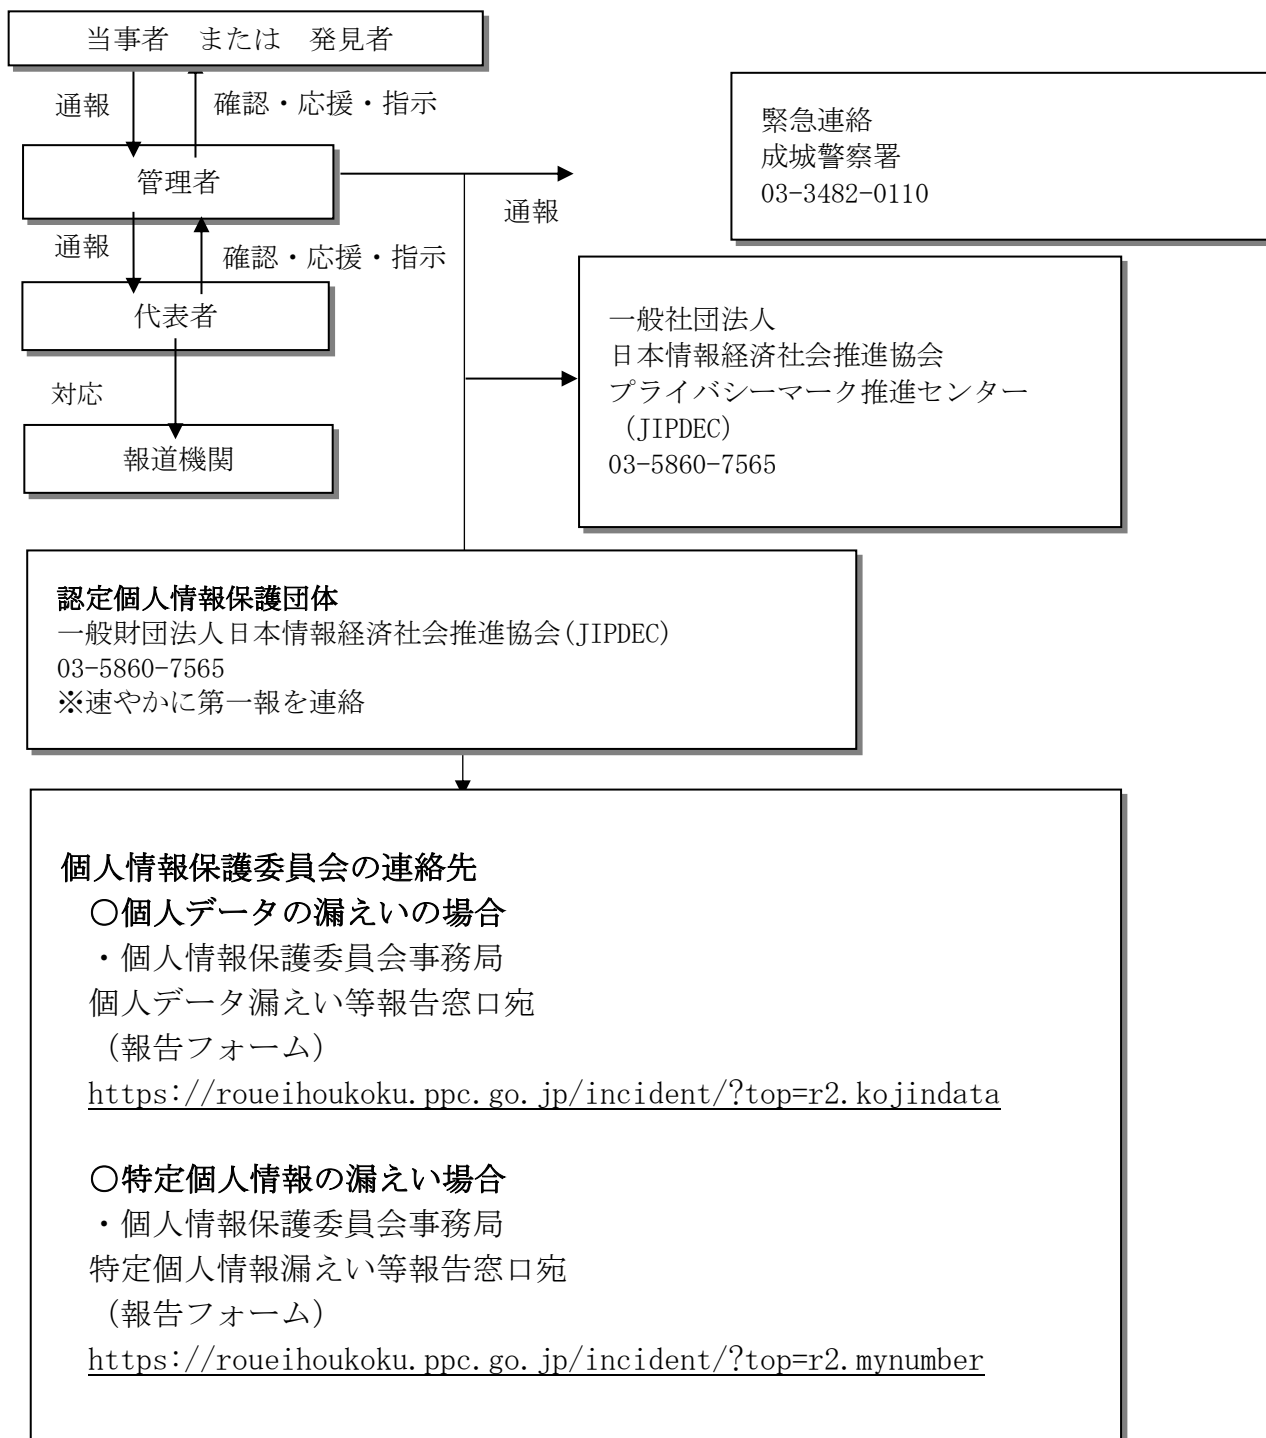 当事者　または　発見者
通報
確認・応援・指示
管理者
通報
緊急連絡
成城警察署
03-3482-0110
通報
確認・応援・指示
代表者
一般社団法人
日本情報経済社会推進協会
プライバシーマーク推進センター
（JIPDEC）
03-5860-7565
対応
報道機関
認定個人情報保護団体
一般財団法人日本情報経済社会推進協会(JIPDEC)
03-5860-7565
※速やかに第一報を連絡
個人情報保護委員会の連絡先
○個人データの漏えいの場合
・個人情報保護委員会事務局
個人データ漏えい等報告窓口宛
（報告フォーム）
https://roueihoukoku.ppc.go.jp/incident/?top=r2.kojindata
○特定個人情報の漏えい場合
・個人情報保護委員会事務局
特定個人情報漏えい等報告窓口宛
（報告フォーム）
https://roueihoukoku.ppc.go.jp/incident/?top=r2.mynumber